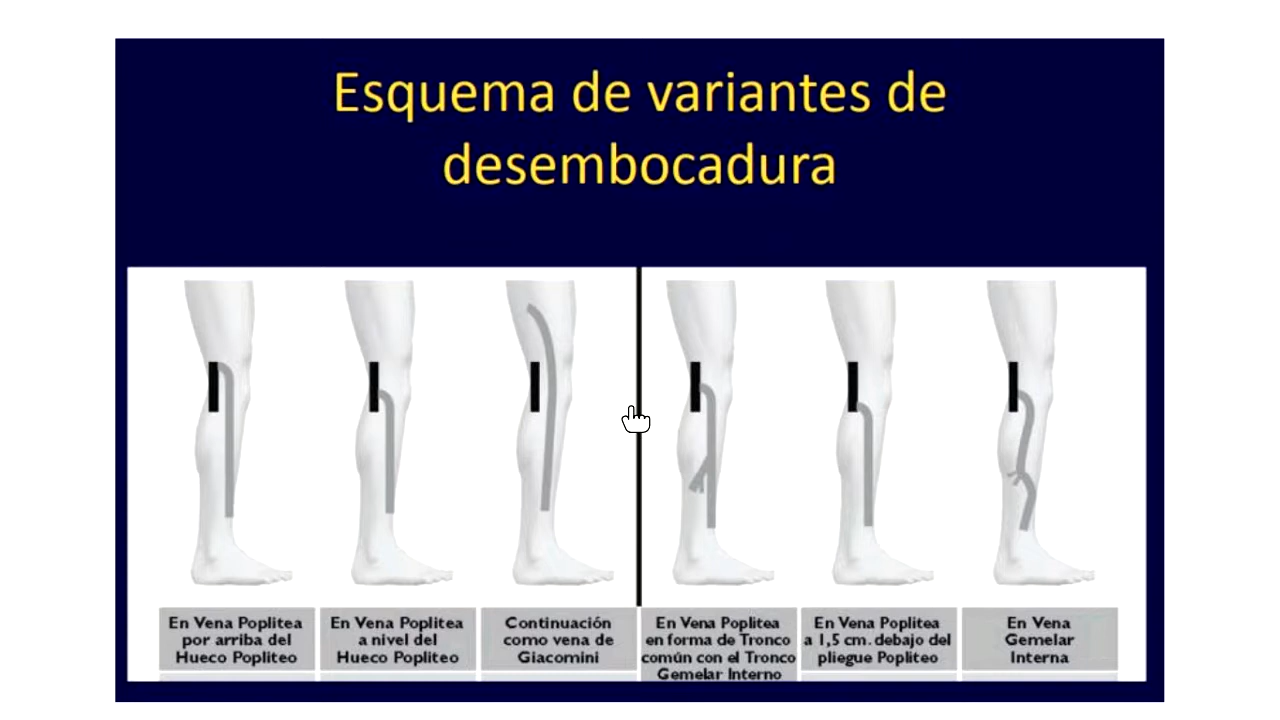 Esquema de variantes de
desembocadura
En Vena Poplitea
por arriba del
Hueco Popliteo
En Vena Poplitea
a nivel del
Hueco Popliteo
Continuación
como vena de
Giacomini
En Vena Poplitea
en forma de Tronco
común con el Tronco
Gemelar Interno
En Vena Poplitea
a 1,5 cm. debajo del
pliegue Popliteo
En Vena
Gemelar
Interna